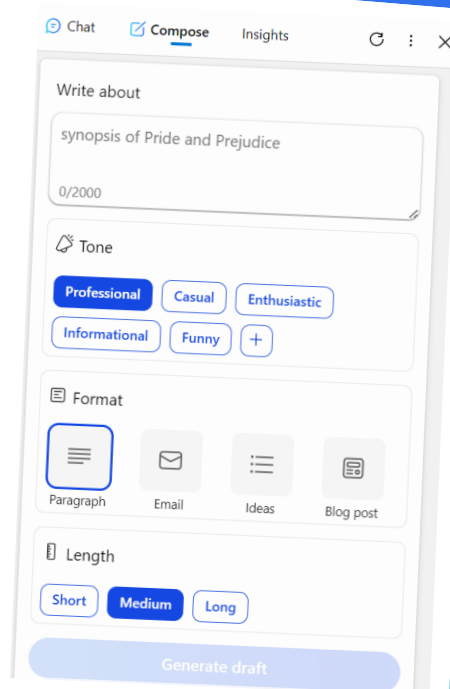 Chat Compose Insights
Write about
synopsis of Pride and Prejudice
0/2000
Tone
Professional Casual Enthusiastic
Informational Funny +
Format
Paragraph Email Ideas Blog post
Length
Short Medium Long
Generate draft